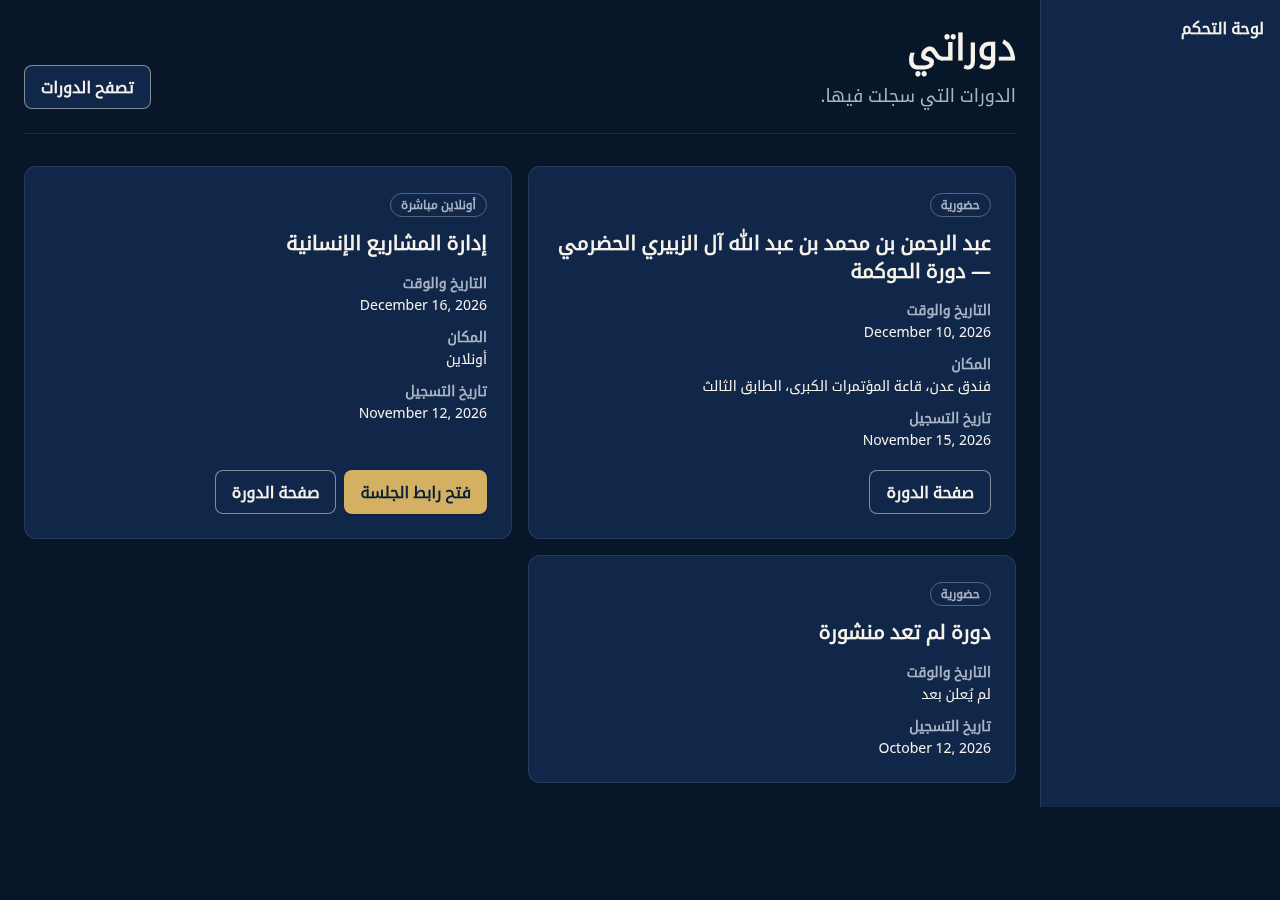 لوحة التحكم
دوراتي
الدورات التي سجلت فيها.
تصفح الدورات
حضورية
عبد الرحمن بن محمد بن عبد الله آل الزبيري الحضرمي
— دورة الحوكمة
التاريخ والوقت
December 10, 2026
المكان
فندق عدن، قاعة المؤتمرات الكبرى، الطابق الثالث
تاريخ التسجيل
November 15, 2026
صفحة الدورة
أونلاين مباشرة
إدارة المشاريع الإنسانية
التاريخ والوقت
December 16, 2026
المكان
أونلاين
تاريخ التسجيل
November 12, 2026
فتح رابط الجلسة
صفحة الدورة
حضورية
دورة لم تعد منشورة
التاريخ والوقت
لم يُعلن بعد
تاريخ التسجيل
October 12, 2026